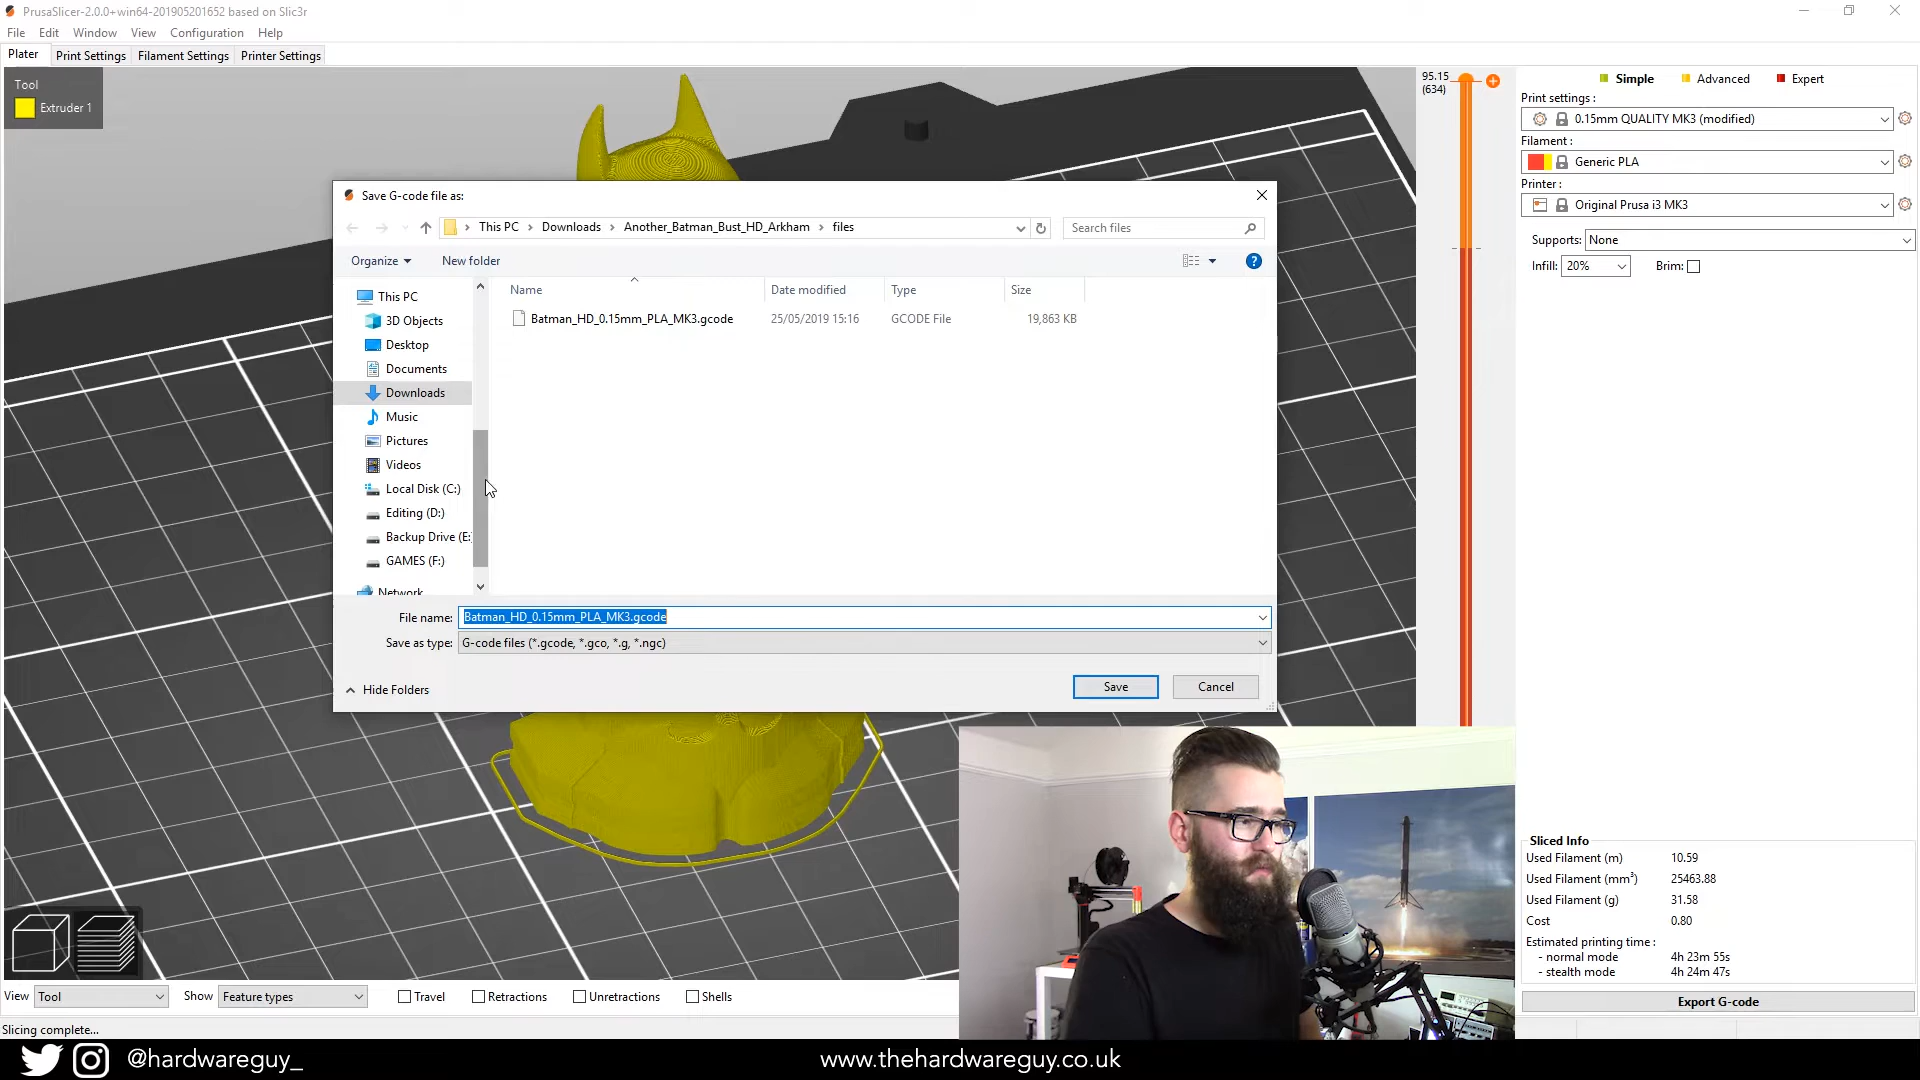 PrusaSlicer-2.0.0+win64-201905201652 based on Slic3r
File Edit Window View Configuration Help
Plater Print Settings Filament Settings Printer Settings
Tool
Extruder 1
95.15
(634)
Simple Advanced Expert
Print settings :
0.15mm QUALITY MK3 (modified)
Filament :
Generic PLA
Printer :
Original Prusa i3 MK3
Supports: None
Infill: 20% Brim:
Save G-code file as:
This PC > Downloads > Another_Batman_Bust_HD_Arkham > files
Search files
Organize New folder
Name Date modified Type Size
Batman_HD_0.15mm_PLA_MK3.gcode 25/05/2019 15:16 GCODE File 19,863 KB
This PC
3D Objects
Desktop
Documents
Downloads
Music
Pictures
Videos
Local Disk (C:)
Editing (D:)
Backup Drive (E:
GAMES (F:)
Network
File name: Batman_HD_0.15mm_PLA_MK3.gcode
Save as type: G-code files (*.gcode, *.gco, *.g, *.ngc)
Hide Folders
Save Cancel
Sliced Info
Used Filament (m) 10.59
Used Filament (mm³) 25463.88
Used Filament (g) 31.58
Cost 0.80
Estimated printing time :
- normal mode 4h 23m 55s
- stealth mode 4h 24m 47s
Export G-code
View Tool Show Feature types Travel Retractions Unretractions Shells
Slicing complete...
@hardwareguy_
www.thehardwareguy.co.uk